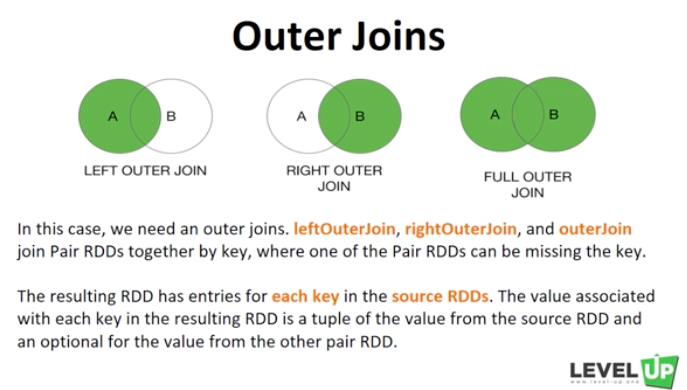 Outer Joins
A B
A B
A B
LEFT OUTER JOIN
RIGHT OUTER
JOIN
FULL OUTER
JOIN
In this case, we need an outer joins. leftOuterJoin, rightOuterJoin, and outerJoin
join Pair RDDs together by key, where one of the Pair RDDs can be missing the key.
The resulting RDD has entries for each key in the source RDDs. The value associated
with each key in the resulting RDD is a tuple of the value from the source RDD and
an optional for the value from the other pair RDD.
LEVEL UP
www.level-up.one